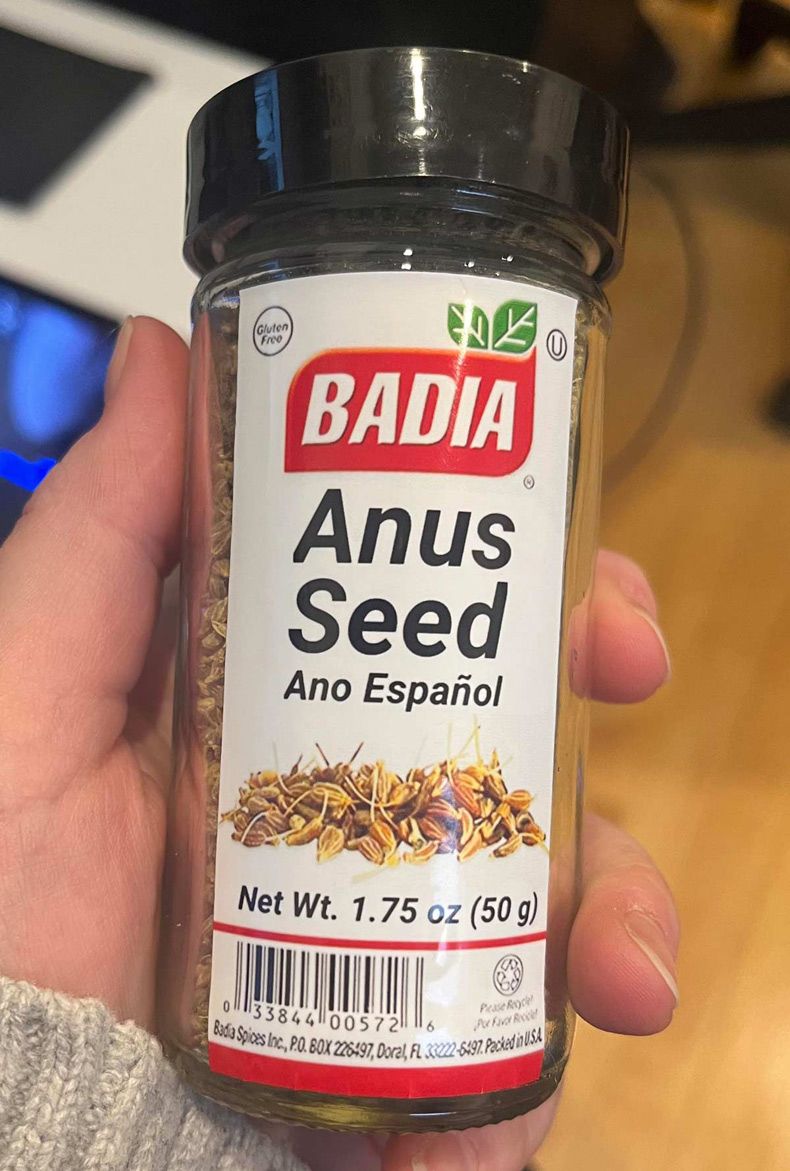 Gluten
Free
U
BADIA
®
Anus
Seed
Ano Español
Net Wt. 1.75 oz (50 g)
0 33844 00572 6
Please Recycle!
¡Por Favor Recicle!
Badia Spices Inc., P.O. BOX 226497, Doral, FL 33222-6497. Packed in U.S.A.